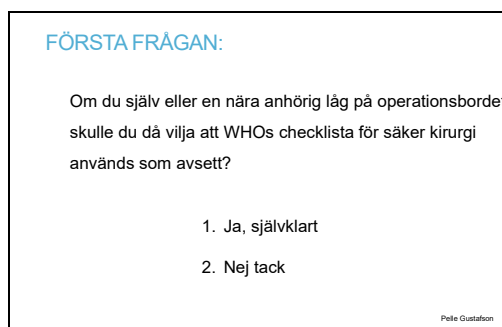 FÖRSTA FRÅGAN:
Om du själv eller en nära anhörig låg på operationsbordet
skulle du då vilja att WHOs checklista för säker kirurgi
används som avsett?
1. Ja, självklart
2. Nej tack
Pelle Gustafson